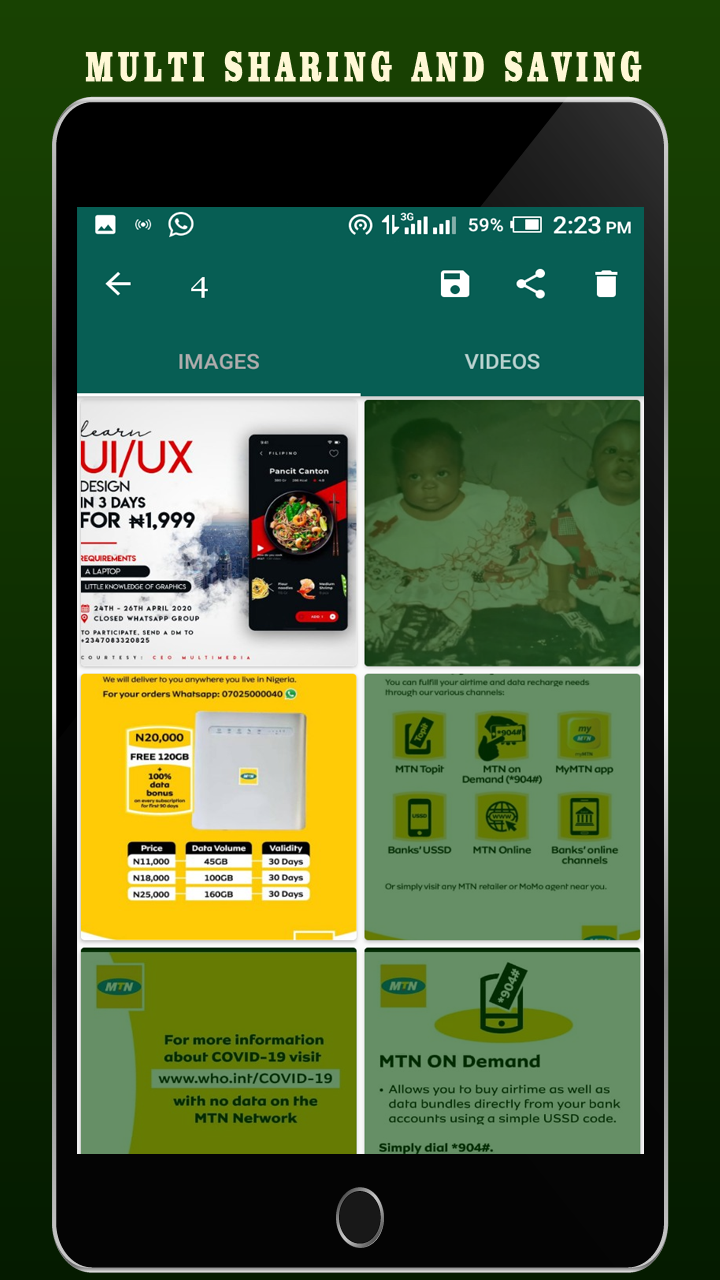 MULTI SHARING AND SAVING
3G 59% 2:23 PM
4
IMAGES VIDEOS
learn
UI/UX
DESIGN
IN 3 DAYS
FOR ₦1,999
REQUIREMENTS
A LAPTOP
LITTLE KNOWLEDGE OF GRAPHICS
24TH - 26TH APRIL 2020
CLOSED WHATSAPP GROUP
TO PARTICIPATE, SEND A DM TO
+2347083320825
COURTESY: CEO MULTIMEDIA
FILIPINO
Pancit Canton
We will deliver to you anywhere you live in Nigeria.
For your orders Whatsapp: 07025000040
N20,000
FREE 120GB
+
100%
data
bonus
on every subscription
for first 90 days
MTN
Price Data Volume Validity
N11,000 45GB 30 Days
N18,000 100GB 30 Days
N25,000 160GB 30 Days
You can fulfill your airtime and data recharge needs
through our various channels:
Topit
*904#
my
MTN
myMTN
MTN Topit
MTN on
Demand (*904#)
MyMTN app
USSD
WWW
Banks' USSD
MTN Online
Banks' online
channels
Or simply visit any MTN retailer or MoMo agent near you.
MTN
For more information
about COVID-19 visit
www.who.int/COVID-19
with no data on the
MTN Network
MTN
*904#
MTN ON Demand
• Allows you to buy airtime as well as
data bundles directly from your bank
accounts using a simple USSD code.
Simply dial *904#.